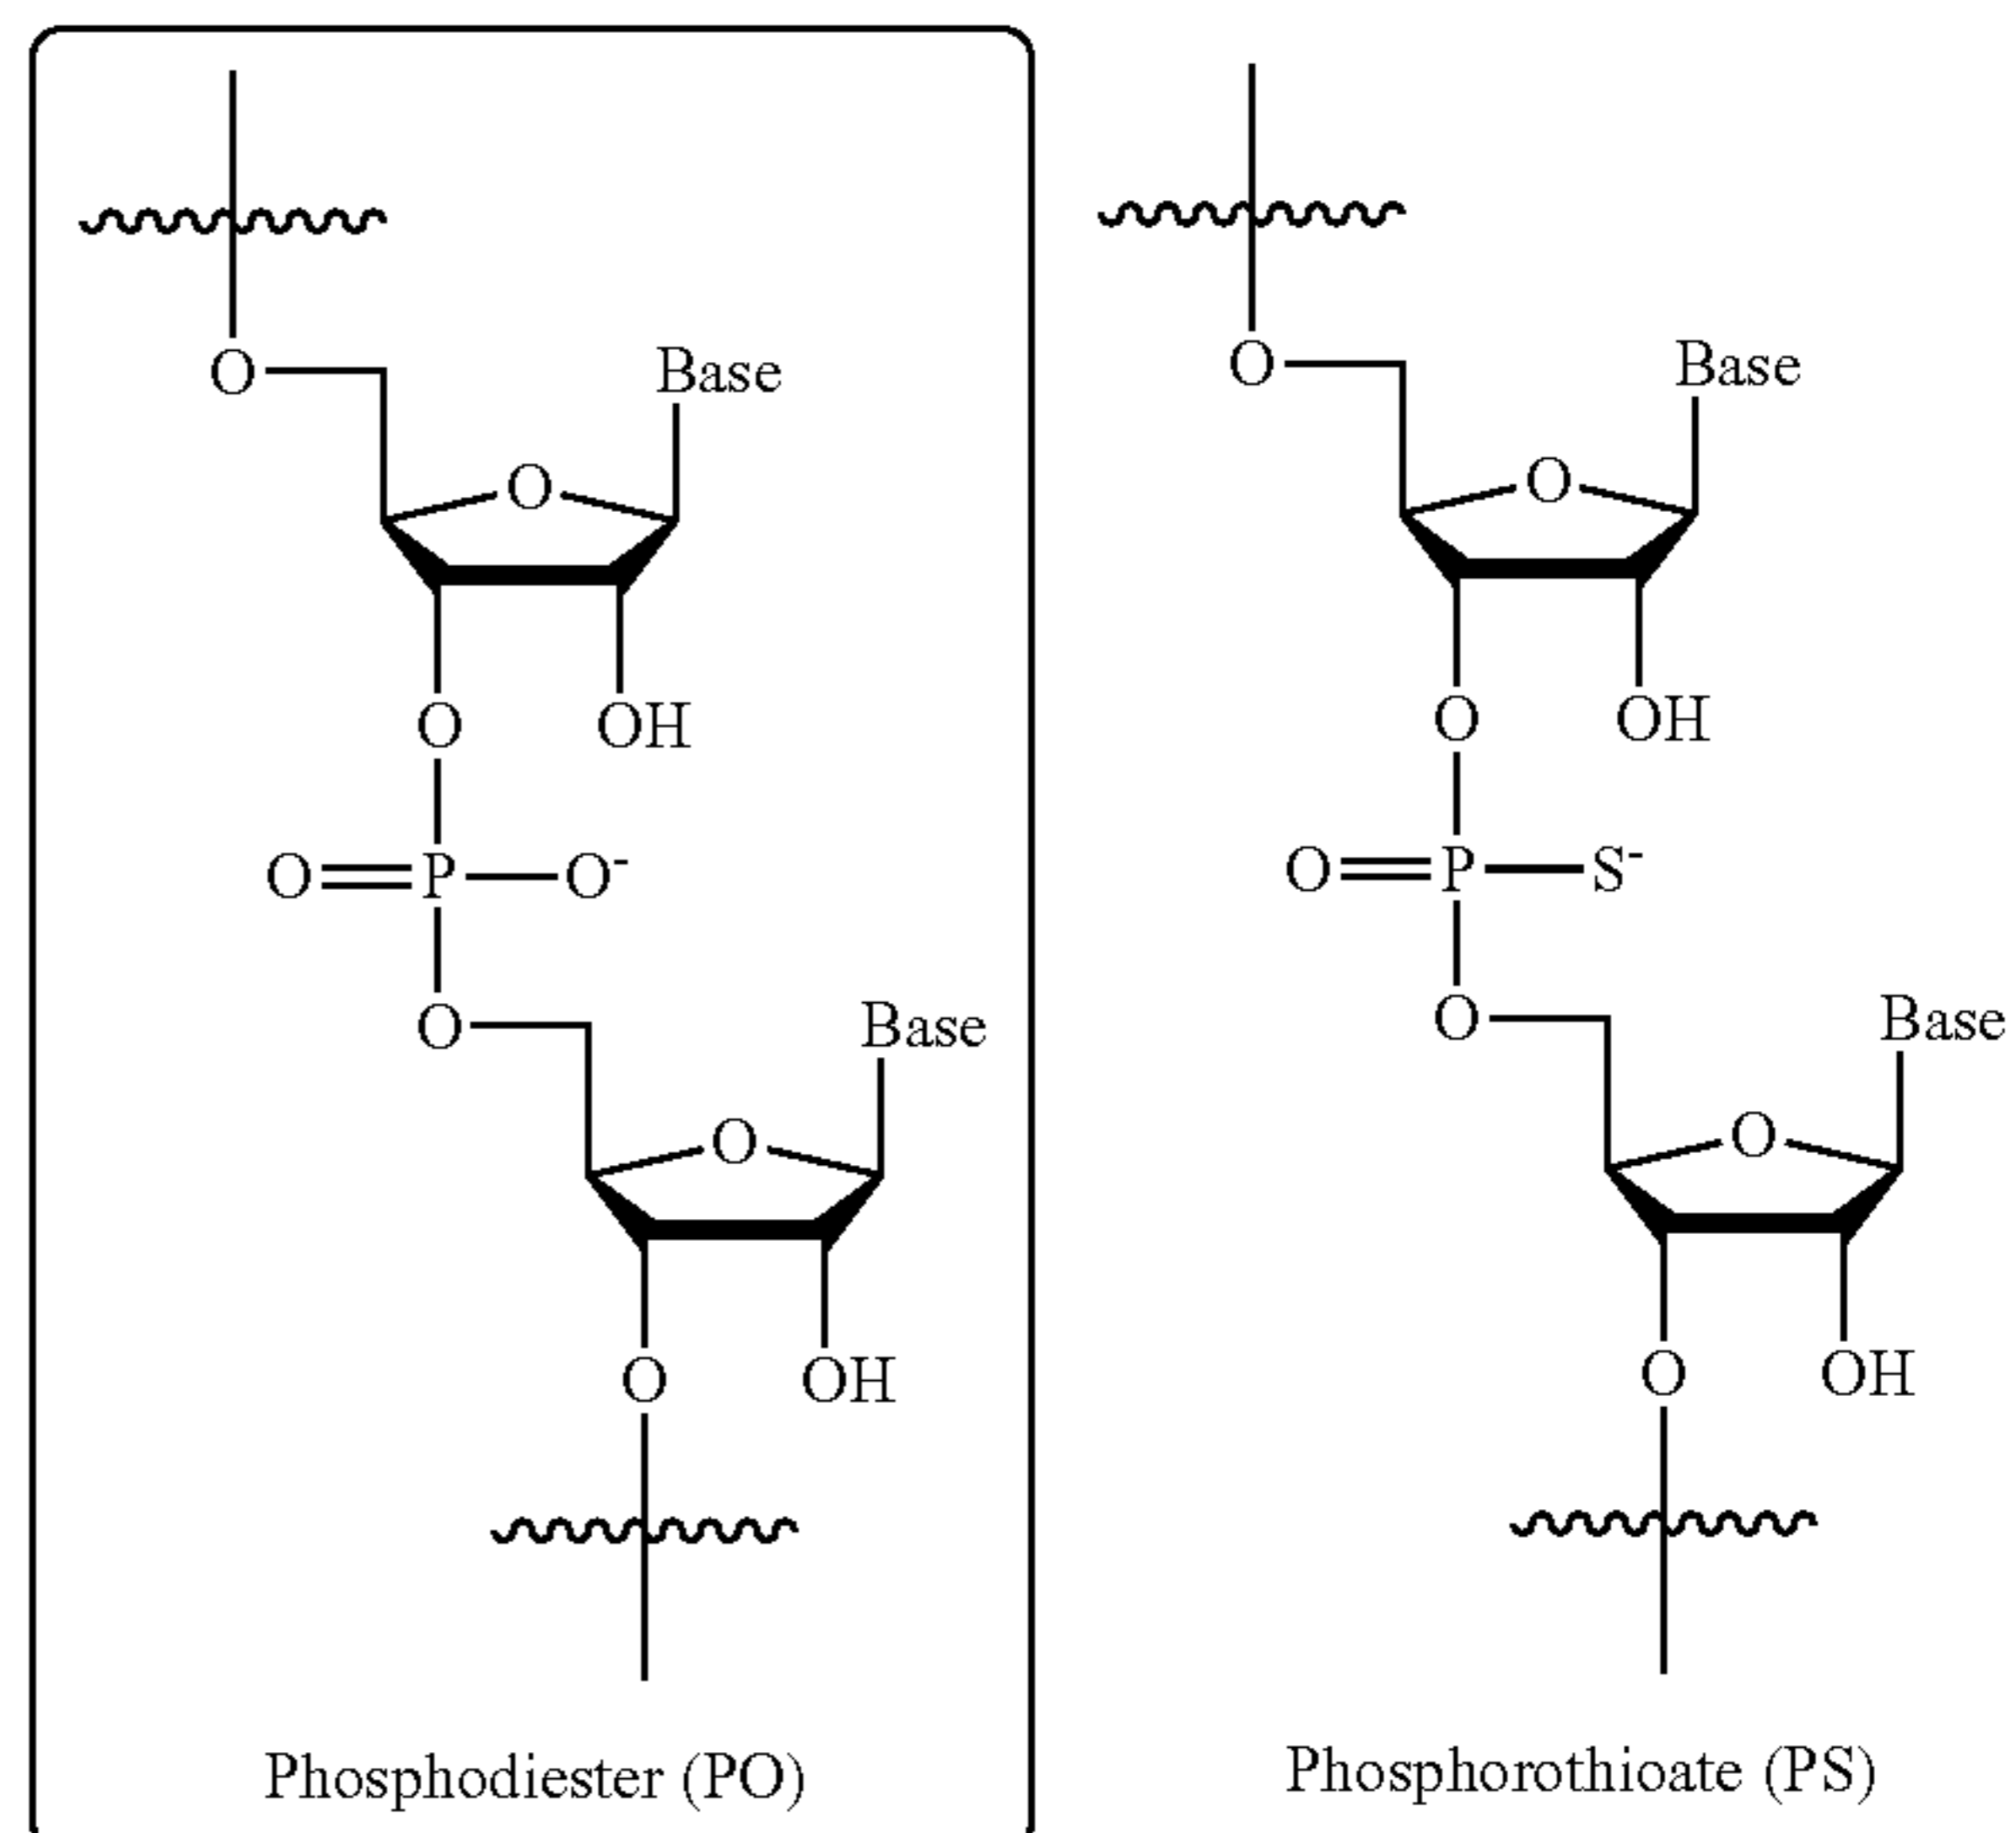 O
Base
O
O
OH
O=P-O⁻
O
Base
O
O
OH
Phosphodiester (PO)
O
Base
O
O
OH
O=P-S⁻
O
Base
O
O
OH
Phosphorothioate (PS)